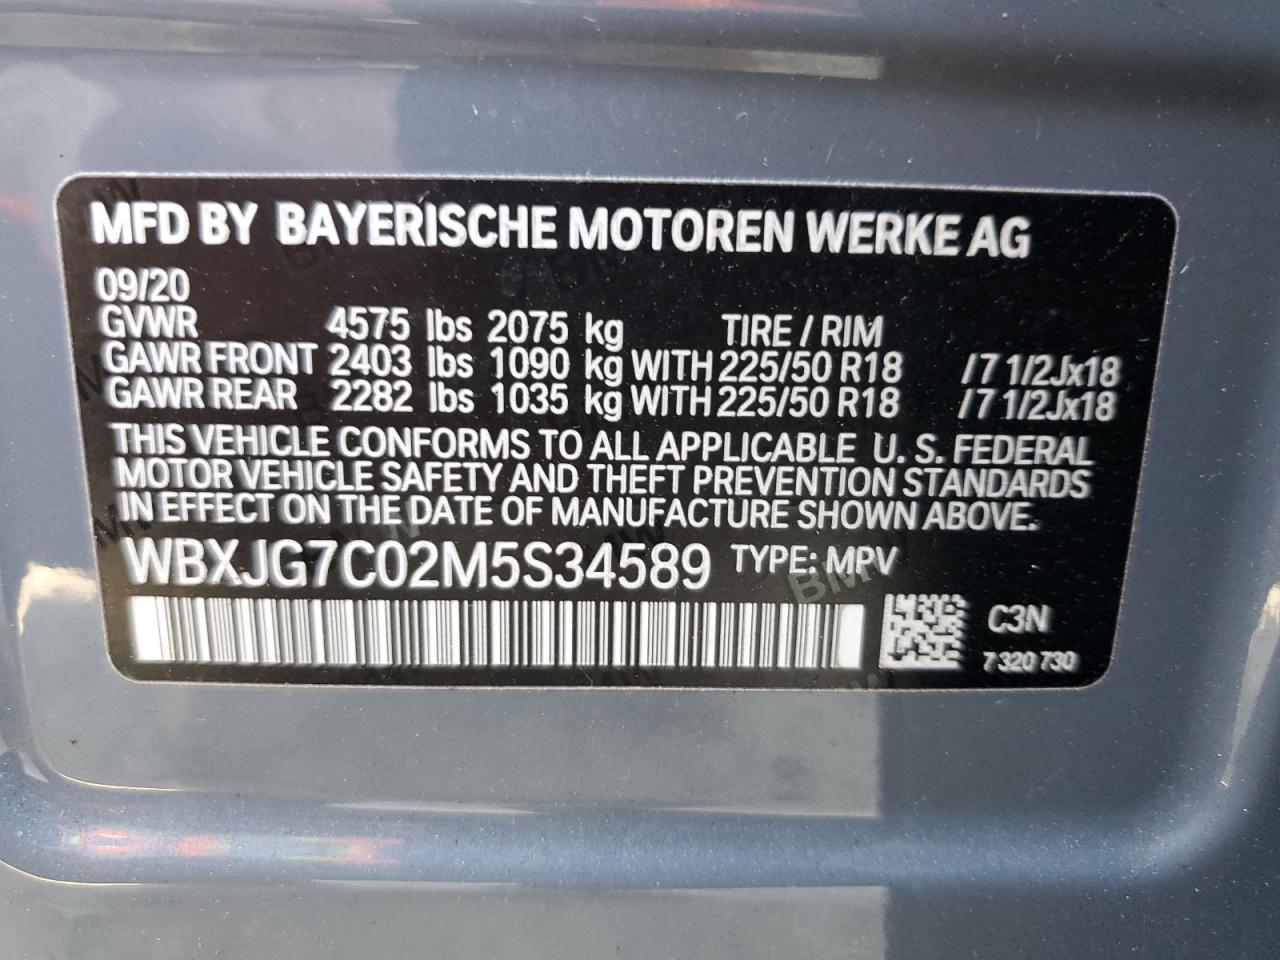 MFD BY BAYERISCHE MOTOREN WERKE AG
09/20
GVWR 4575 lbs 2075 kg TIRE / RIM
GAWR FRONT 2403 lbs 1090 kg WITH 225/50 R18 /7 1/2Jx18
GAWR REAR 2282 lbs 1035 kg WITH 225/50 R18 /7 1/2Jx18
THIS VEHICLE CONFORMS TO ALL APPLICABLE U. S. FEDERAL
MOTOR VEHICLE SAFETY AND THEFT PREVENTION STANDARDS
IN EFFECT ON THE DATE OF MANUFACTURE SHOWN ABOVE.
WBXJG7C02M5S34589 TYPE: MPV
C3N
7 320 730